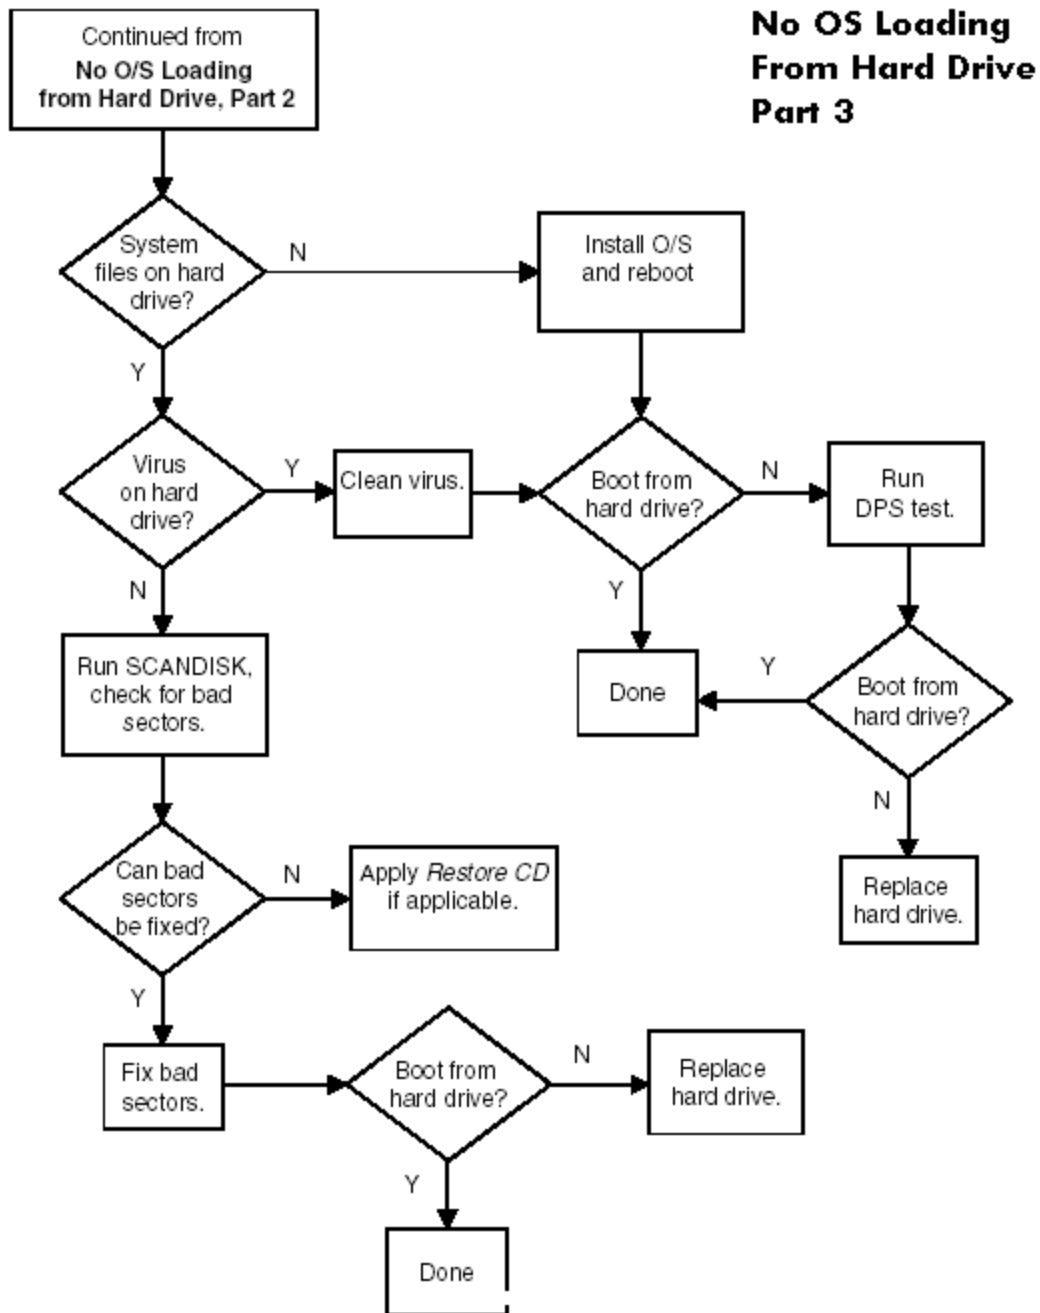 No OS Loading
From Hard Drive
Part 3
Continued from
No O/S Loading
from Hard Drive, Part 2
System
files on hard
drive?
N
Install O/S
and reboot
Y
Virus
on hard
drive?
Y
Clean virus.
Boot from
hard drive?
N
Run
DPS test.
N
Y
Run SCANDISK,
check for bad
sectors.
Done
Y
Boot from
hard drive?
N
Can bad
sectors
be fixed?
N
Apply Restore CD
if applicable.
Replace
hard drive.
Y
Fix bad
sectors.
Boot from
hard drive?
N
Replace
hard drive.
Y
Done